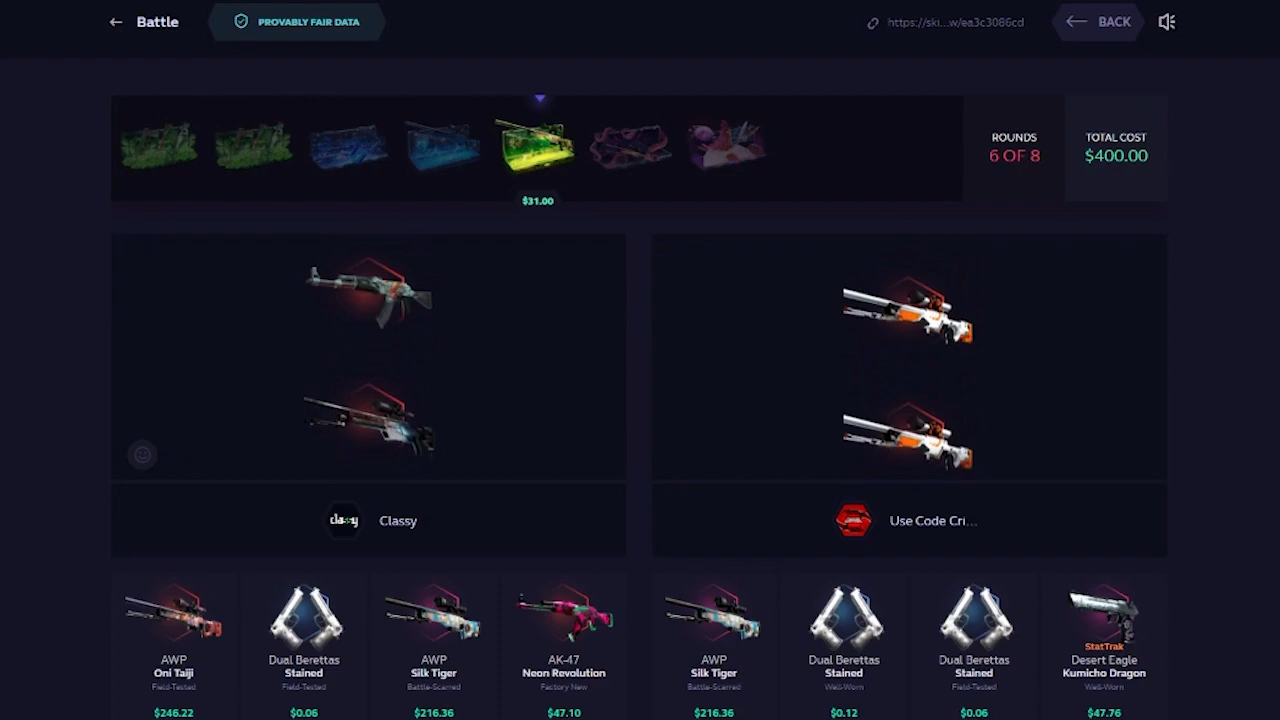 Battle
PROVABLY FAIR DATA
https://ski...w/ea3c3086cd
BACK
ROUNDS
6 OF 8
TOTAL COST
$400.00
$31.00
classy
Classy
Use Code Cri...
AWP
Oni Taiji
Field-Tested
$246.22
Dual Berettas
Stained
Field-Tested
$0.06
AWP
Silk Tiger
Battle-Scarred
$216.36
AK-47
Neon Revolution
Factory New
$47.10
AWP
Silk Tiger
Battle-Scarred
$216.36
Dual Berettas
Stained
Well-Worn
$0.12
Dual Berettas
Stained
Field-Tested
$0.06
StatTrak
Desert Eagle
Kumicho Dragon
Well-Worn
$47.76